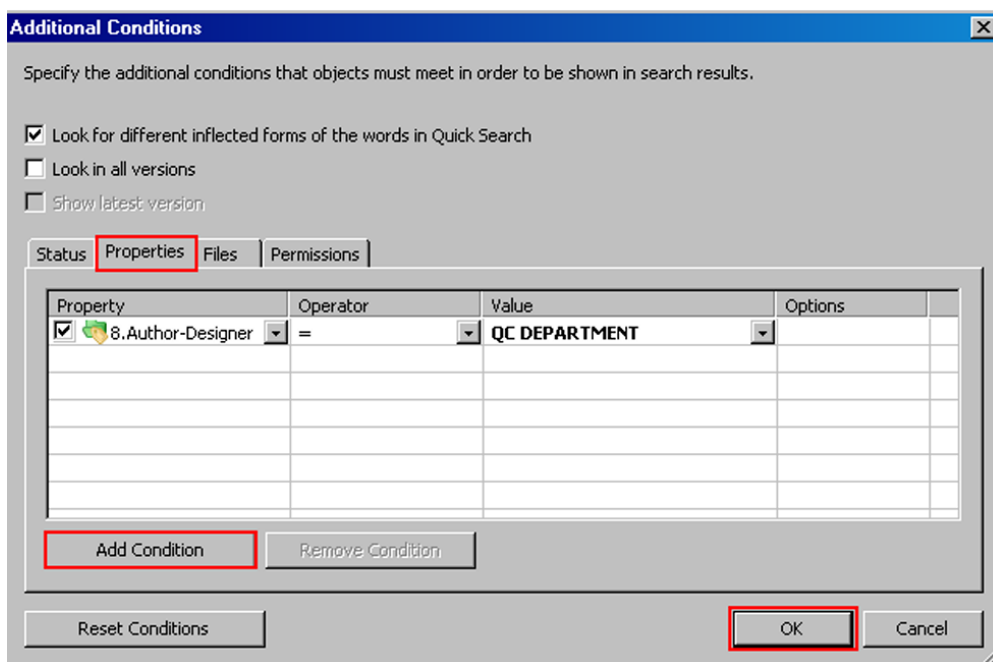 Additional Conditions
Specify the additional conditions that objects must meet in order to be shown in search results.
Look for different inflected forms of the words in Quick Search
Look in all versions
Show latest version
Status Properties Files Permissions
Property Operator Value Options
8.Author-Designer = QC DEPARTMENT
Add Condition Remove Condition
Reset Conditions OK Cancel